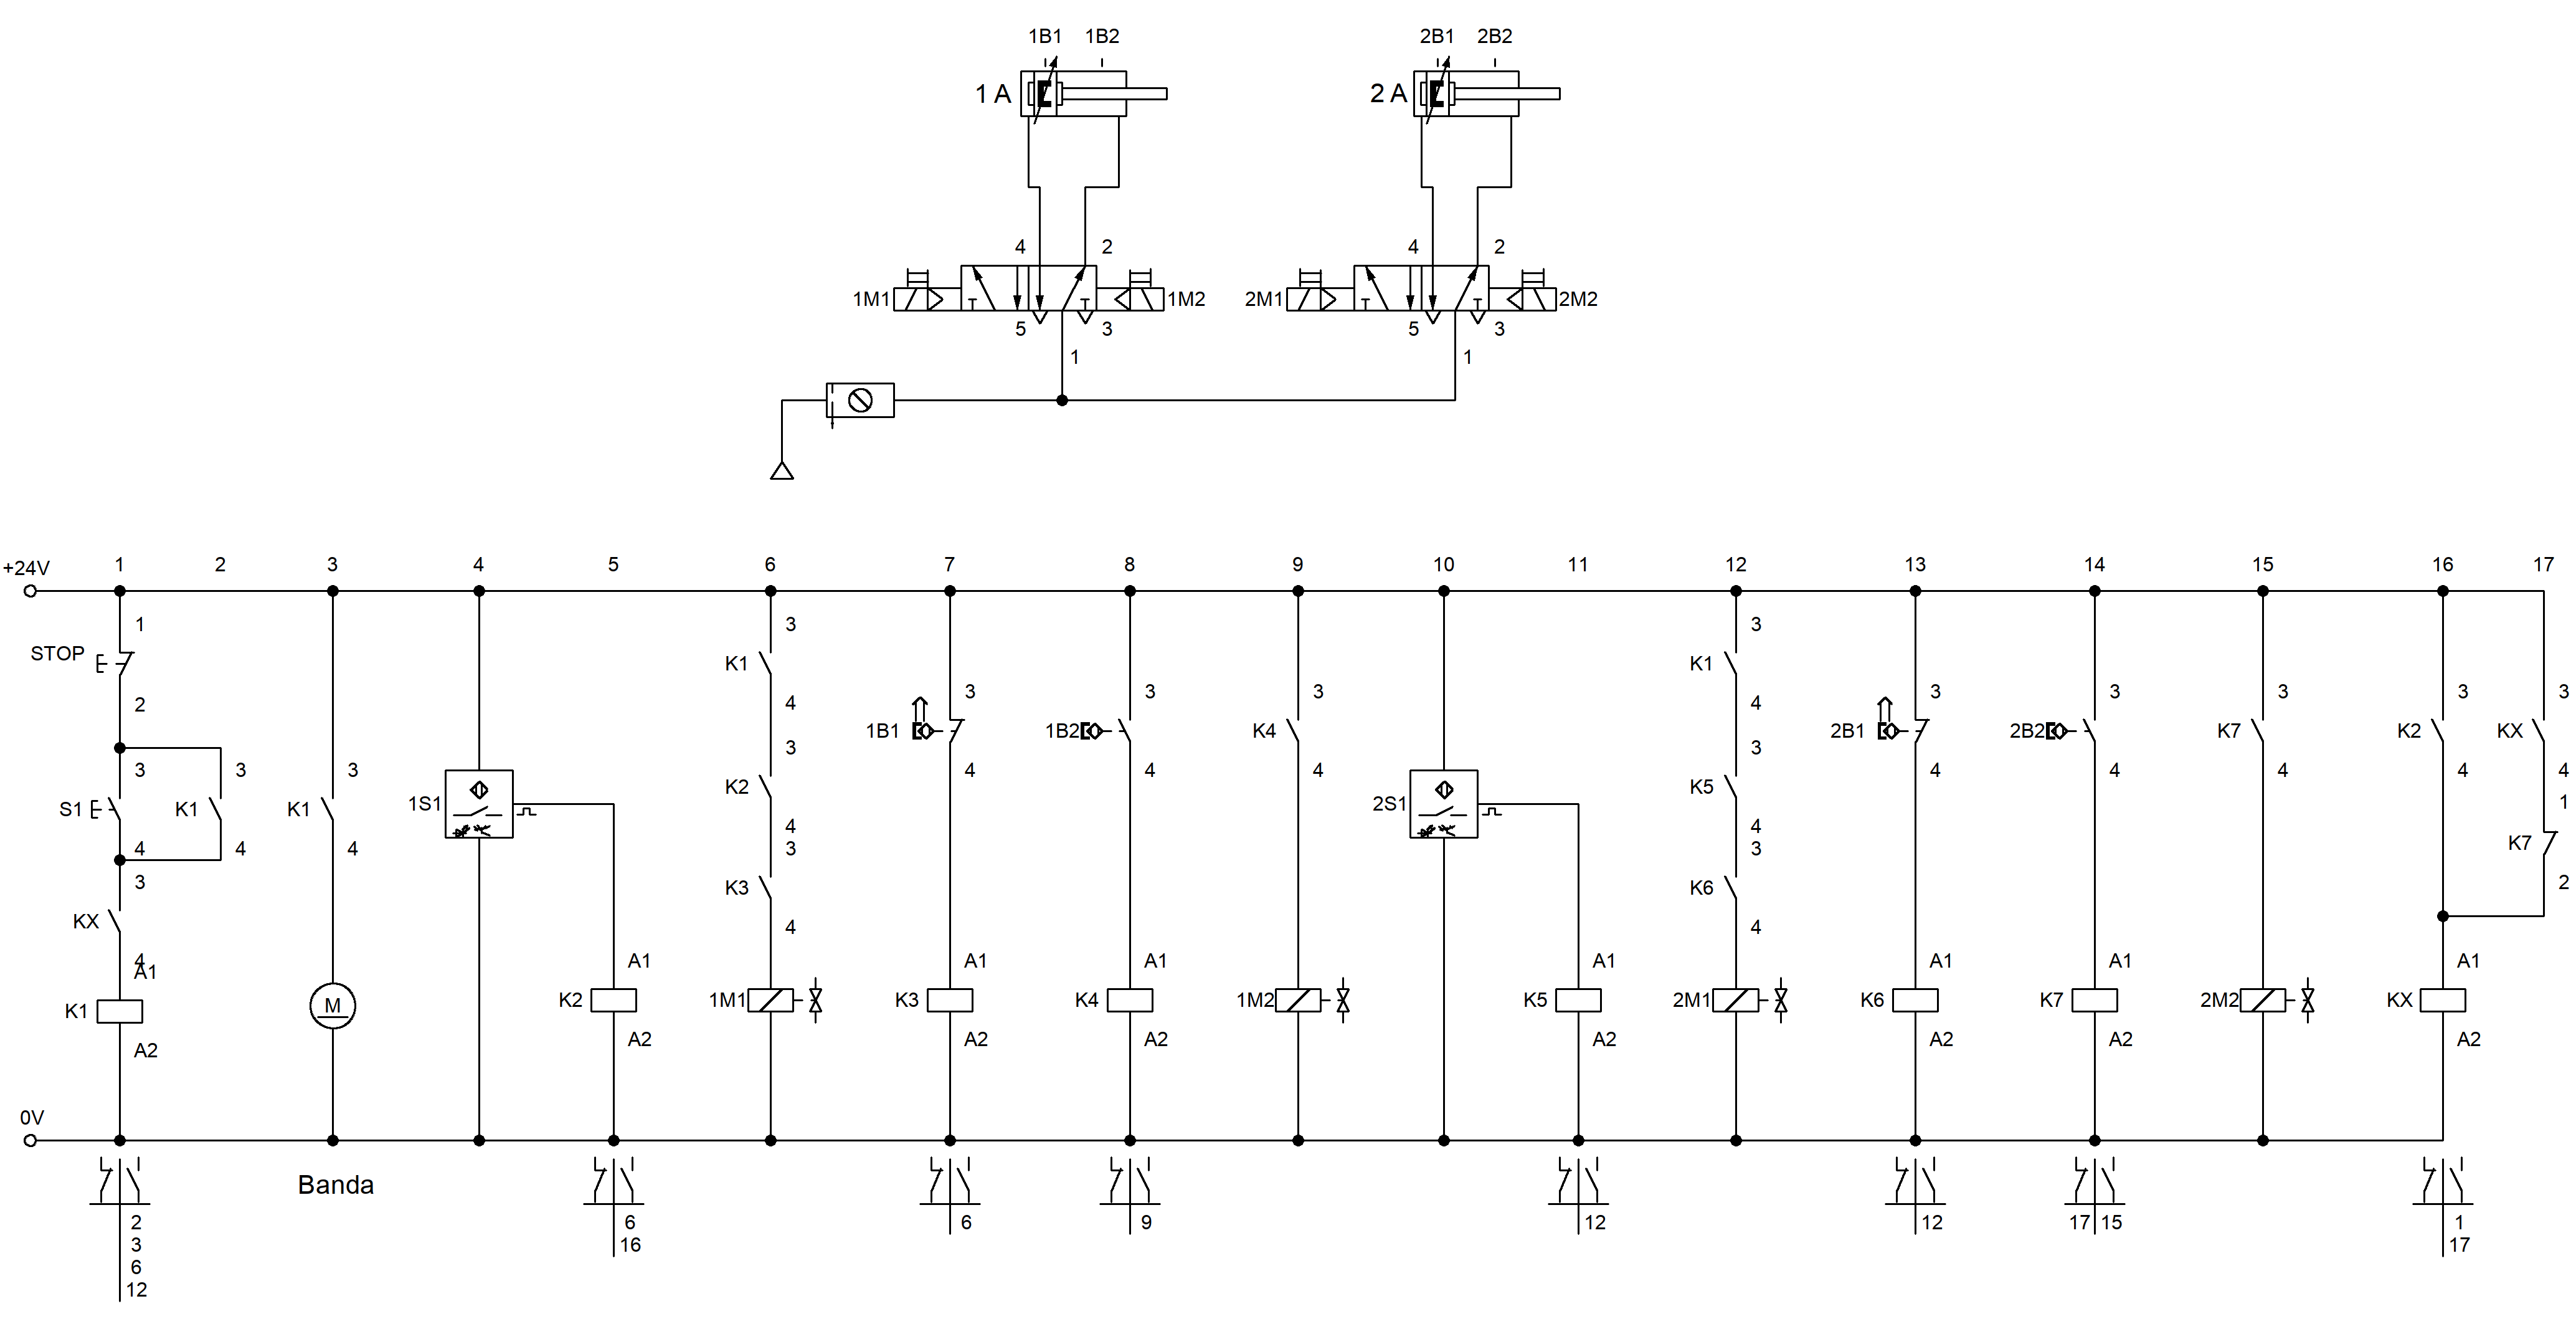 1B1 1B2 2B1 2B2
1 A 2 A
4 2 4 2
1M1 1M2 2M1 2M2
5 3 5 3
1 1
1 2 3 4 5 6 7 8 9 10 11 12 13 14 15 16 17
+24V
1 3 3
STOP K1 K1
2 4 4
3 3 3 3 3 3 3 3
1B1 1B2 K4 2B1 2B2 K7 K2 KX
3 3
3 3 3 4 4 4 4 4 4 4 4
K2 K5
1
S1 K1 K1 1S1 2S1
4 4
K7
4 4 4 3 3
3 2
K3 K6
KX 4 4
4 A1 A1 A1 A1 A1 A1 A1
A1
K1 M K2 1M1 K3 K4 1M2 K5 2M1 K6 K7 2M2 KX
A2 A2 A2 A2 A2 A2 A2 A2
0V
Banda
2 6 6 9 12 12 17 15 1
3 16 17
6
12